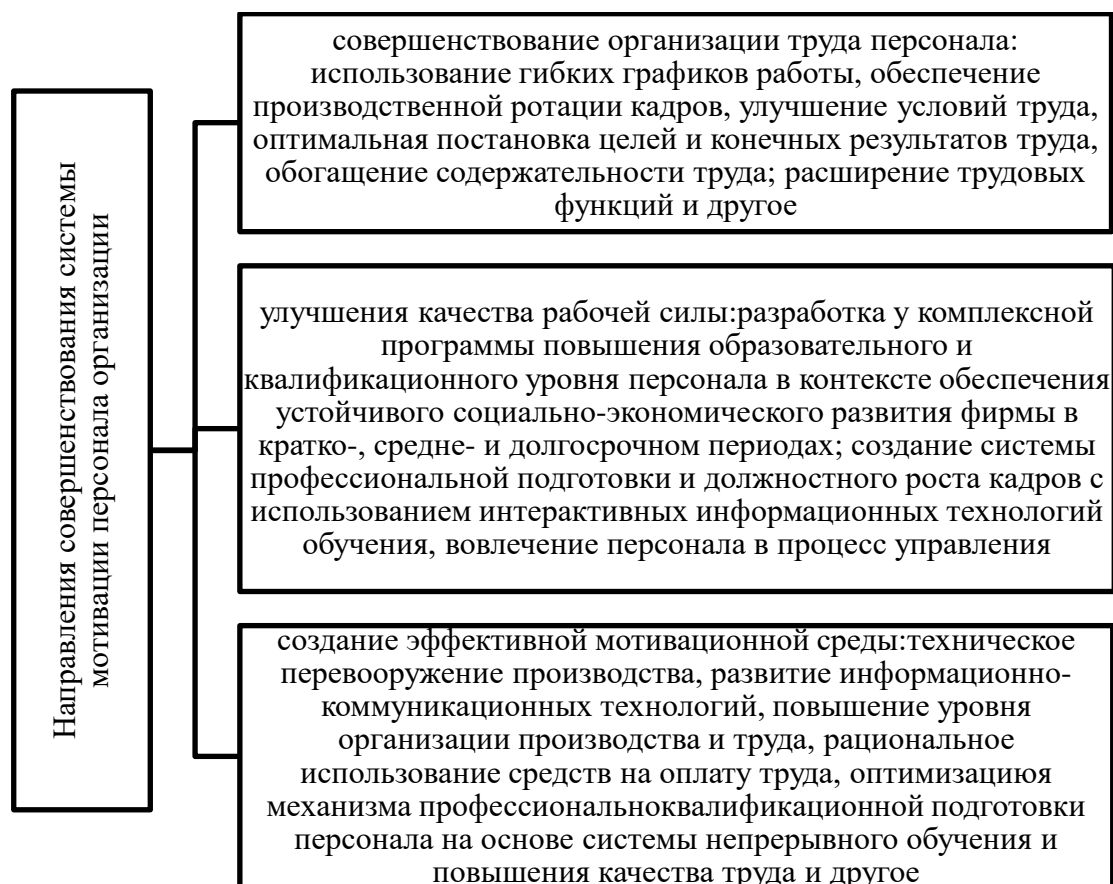 Направления совершенствования системы
мотивации персонала организации
совершенствование организации труда персонала:
использование гибких графиков работы, обеспечение
производственной ротации кадров, улучшение условий труда,
оптимальная постановка целей и конечных результатов труда,
обогащение содержательности труда; расширение трудовых
функций и другое
улучшения качества рабочей силы:разработка у комплексной
программы повышения образовательного и
квалификационного уровня персонала в контексте обеспечения
устойчивого социально-экономического развития фирмы в
кратко-, средне- и долгосрочном периодах; создание системы
профессиональной подготовки и должностного роста кадров с
использованием интерактивных информационных технологий
обучения, вовлечение персонала в процесс управления
создание эффективной мотивационной среды:техническое
перевооружение производства, развитие информационно-
коммуникационных технологий, повышение уровня
организации производства и труда, рациональное
использование средств на оплату труда, оптимизациюя
механизма профессиональноквалификационной подготовки
персонала на основе системы непрерывного обучения и
повышения качества труда и другое